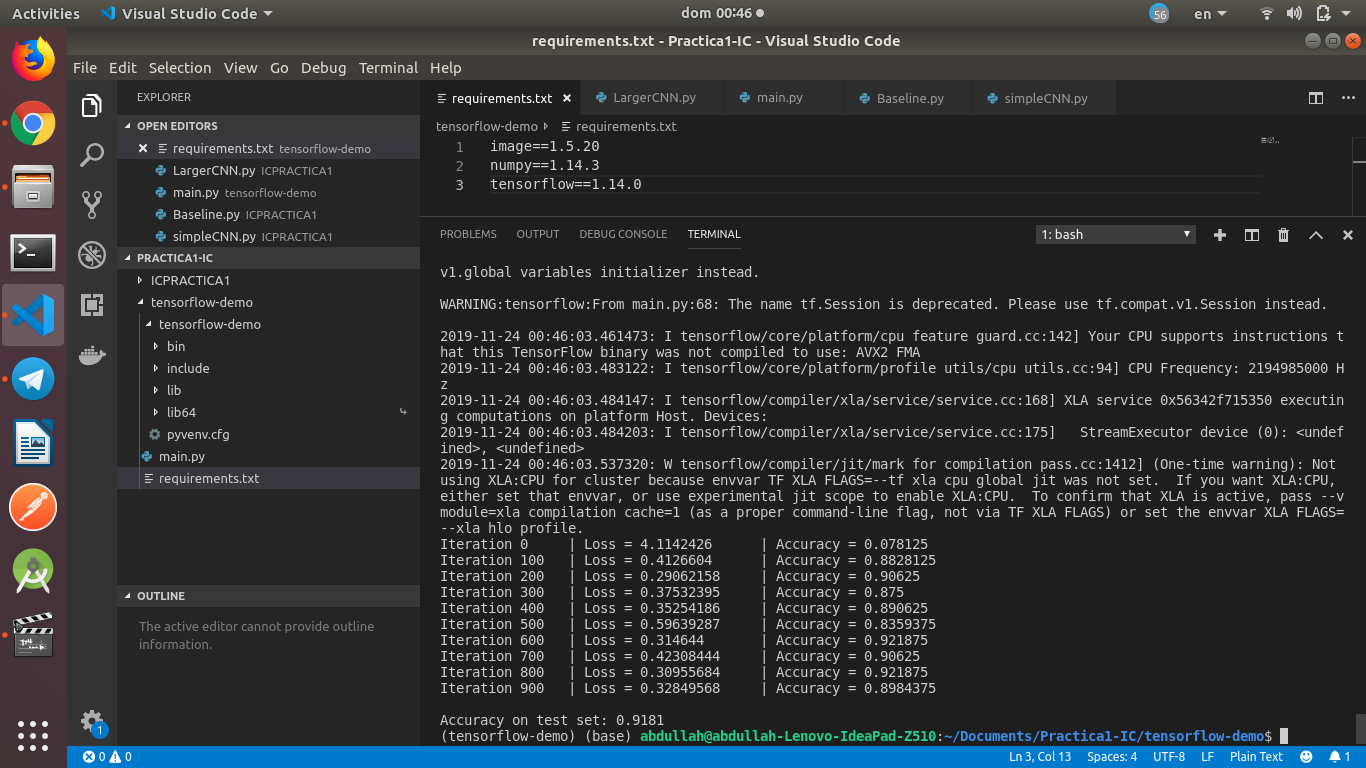 Activities
Visual Studio Code
dom 00:46
56
en
requirements.txt - Practica1-IC - Visual Studio Code
File Edit Selection View Go Debug Terminal Help
EXPLORER
OPEN EDITORS
requirements.txt tensorflow-demo
LargerCNN.py ICPRACTICA1
main.py tensorflow-demo
Baseline.py ICPRACTICA1
simpleCNN.py ICPRACTICA1
PRACTICA1-IC
ICPRACTICA1
tensorflow-demo
tensorflow-demo
bin
include
lib
lib64
pyvenv.cfg
main.py
requirements.txt
OUTLINE
The active editor cannot provide outline
information.
1
requirements.txt
LargerCNN.py
main.py
Baseline.py
simpleCNN.py
tensorflow-demo
requirements.txt
1 image==1.5.20
2 numpy==1.14.3
3 tensorflow==1.14.0
PROBLEMS OUTPUT DEBUG CONSOLE TERMINAL
1: bash
v1.global variables initializer instead.
WARNING:tensorflow:From main.py:68: The name tf.Session is deprecated. Please use tf.compat.v1.Session instead.
2019-11-24 00:46:03.461473: I tensorflow/core/platform/cpu feature guard.cc:142] Your CPU supports instructions t
hat this TensorFlow binary was not compiled to use: AVX2 FMA
2019-11-24 00:46:03.483122: I tensorflow/core/platform/profile utils/cpu utils.cc:94] CPU Frequency: 2194985000 H
z
2019-11-24 00:46:03.484147: I tensorflow/compiler/xla/service/service.cc:168] XLA service 0x56342f715350 executin
g computations on platform Host. Devices:
2019-11-24 00:46:03.484203: I tensorflow/compiler/xla/service/service.cc:175]   StreamExecutor device (0): <undef
ined>, <undefined>
2019-11-24 00:46:03.537320: W tensorflow/compiler/jit/mark for compilation pass.cc:1412] (One-time warning): Not
using XLA:CPU for cluster because envvar TF XLA FLAGS=--tf xla cpu global jit was not set.  If you want XLA:CPU,
either set that envvar, or use experimental jit scope to enable XLA:CPU.  To confirm that XLA is active, pass --v
module=xla compilation cache=1 (as a proper command-line flag, not via TF XLA FLAGS) or set the envvar XLA FLAGS=
--xla hlo profile.
Iteration 0 | Loss = 4.1142426 | Accuracy = 0.078125
Iteration 100 | Loss = 0.4126604 | Accuracy = 0.8828125
Iteration 200 | Loss = 0.29062158 | Accuracy = 0.90625
Iteration 300 | Loss = 0.37532395 | Accuracy = 0.875
Iteration 400 | Loss = 0.35254186 | Accuracy = 0.890625
Iteration 500 | Loss = 0.59639287 | Accuracy = 0.8359375
Iteration 600 | Loss = 0.314644 | Accuracy = 0.921875
Iteration 700 | Loss = 0.42308444 | Accuracy = 0.90625
Iteration 800 | Loss = 0.30955684 | Accuracy = 0.921875
Iteration 900 | Loss = 0.32849568 | Accuracy = 0.8984375
Accuracy on test set: 0.9181
(tensorflow-demo) (base) abdullah@abdullah-Lenovo-IdeaPad-Z510:~/Documents/Practica1-IC/tensorflow-demo$
0 0
Ln 3, Col 13 Spaces: 4 UTF-8 LF Plain Text 1